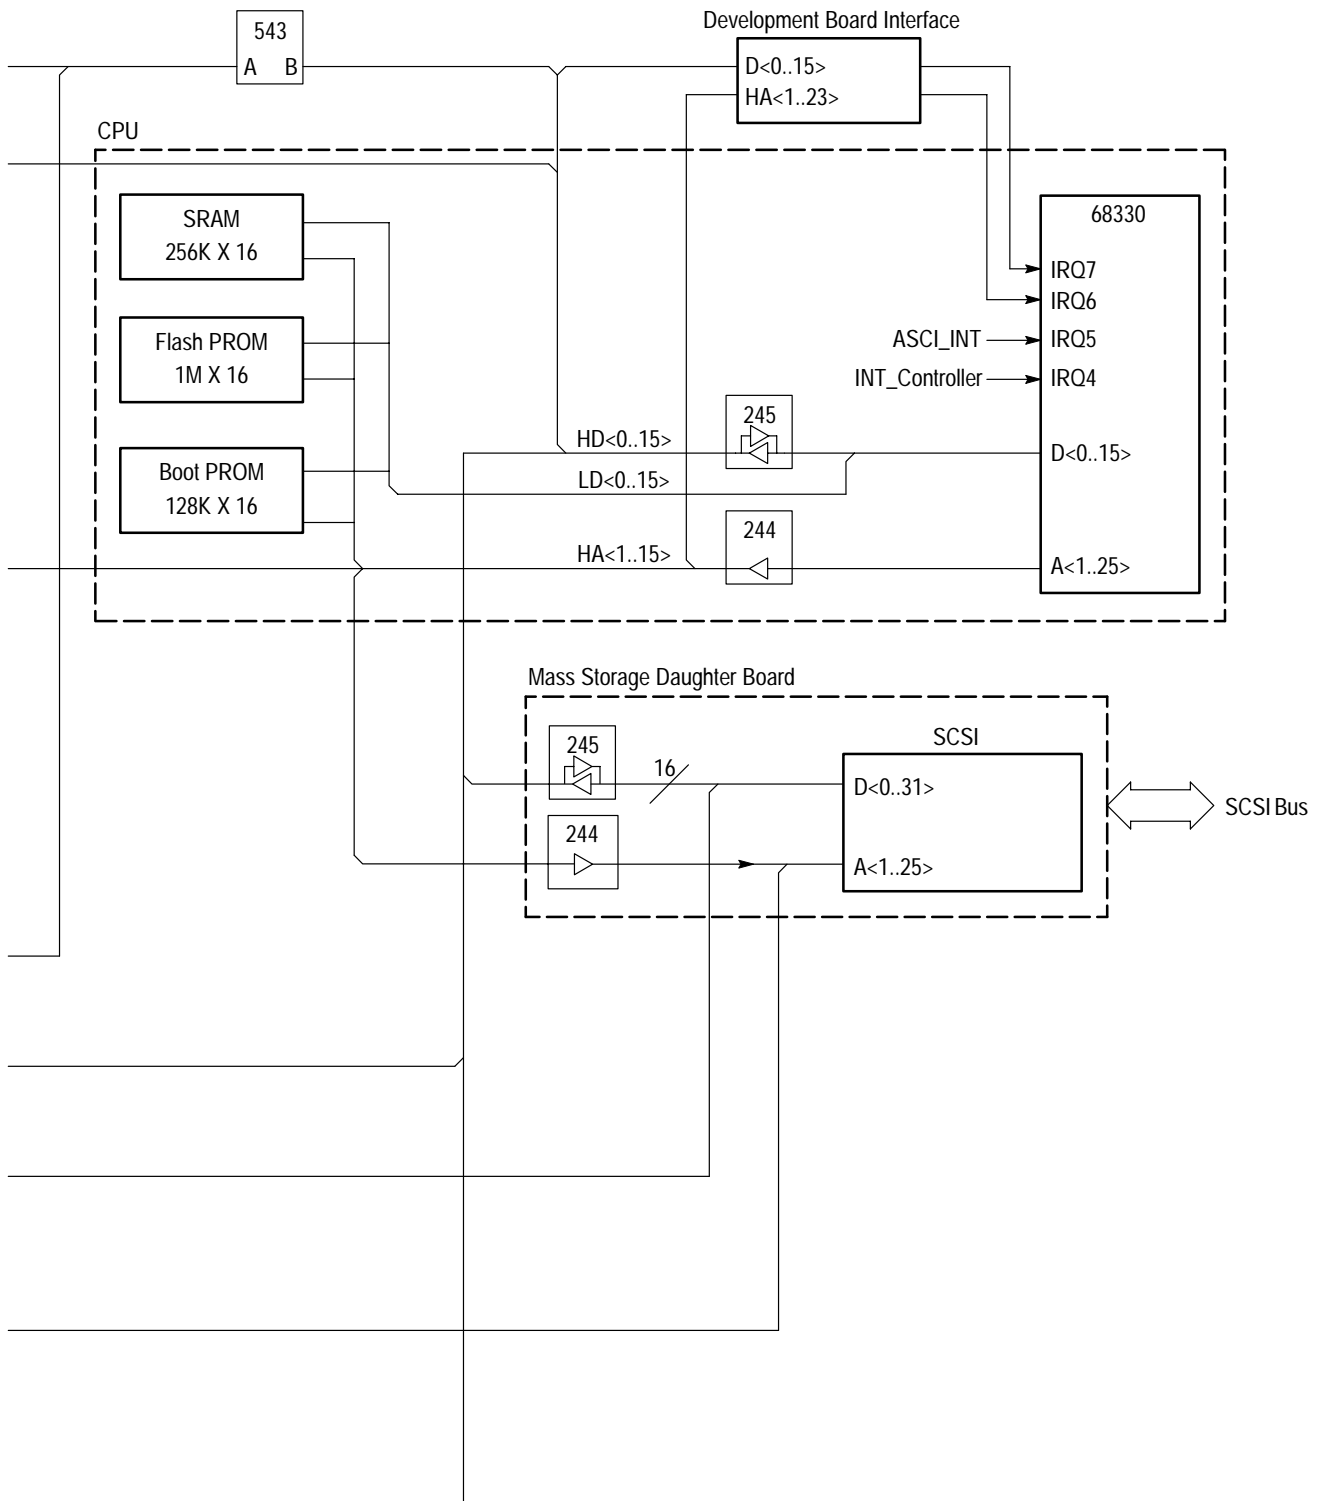 543
A B
Development Board Interface
D<0..15>
HA<1..23>
CPU
SRAM
256K X 16
68330
IRQ7
IRQ6
Flash PROM
1M X 16
ASCI_INT
IRQ5
INT_Controller
IRQ4
245
HD<0..15>
D<0..15>
Boot PROM
128K X 16
LD<0..15>
244
HA<1..15>
A<1..25>
Mass Storage Daughter Board
245
16
SCSI
D<0..31>
SCSI Bus
244
A<1..25>